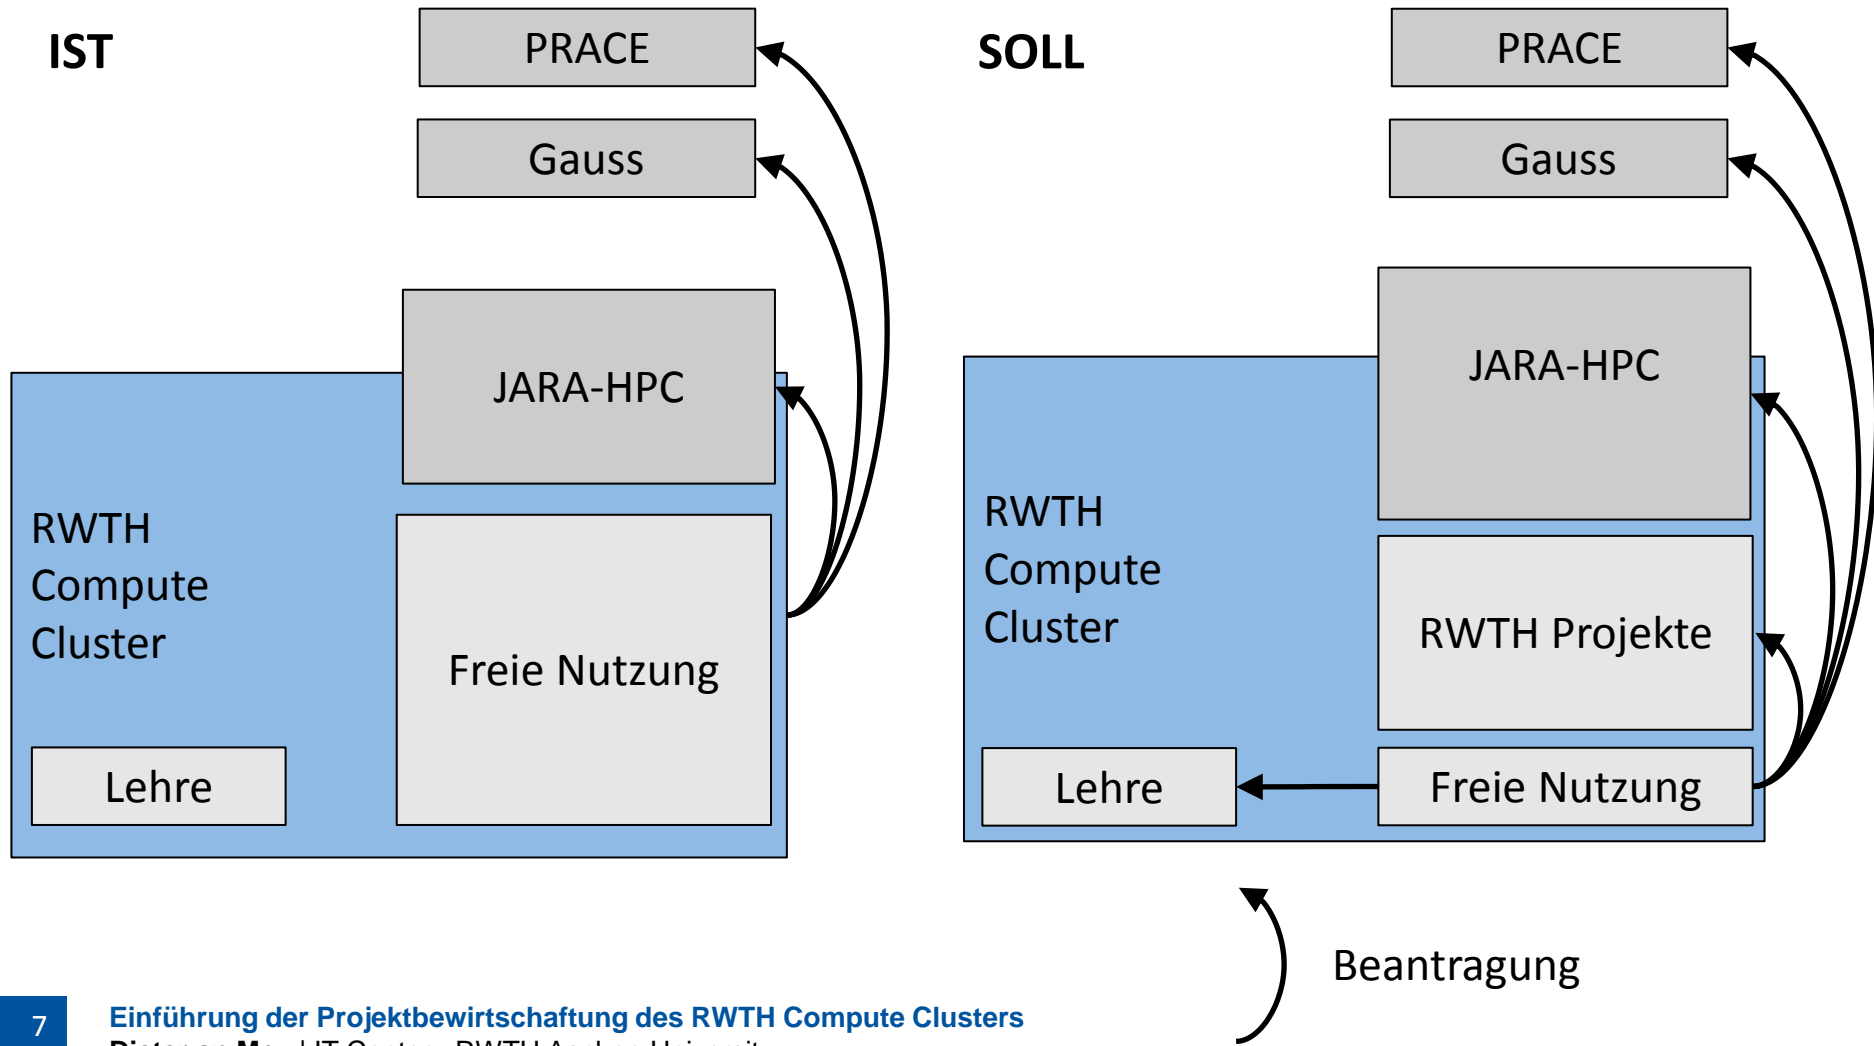 IST
PRACE
Gauss
JARA-HPC
RWTH
Compute
Cluster
Freie Nutzung
Lehre
SOLL
PRACE
Gauss
JARA-HPC
RWTH
Compute
Cluster
RWTH Projekte
Lehre
Freie Nutzung
Beantragung
7
Einführung der Projektbewirtschaftung des RWTH Compute Clusters